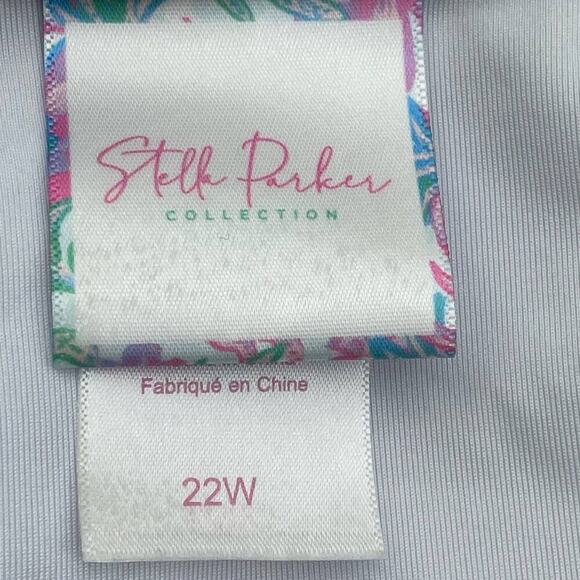 Stella Parker
COLLECTION
Fabriqué en Chine
22W